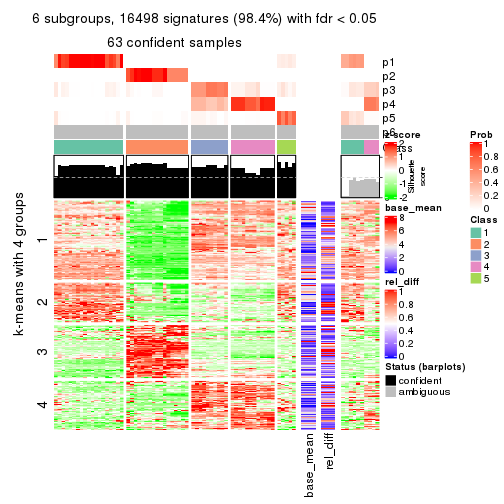 6 subgroups, 16498 signatures (98.4%) with fdr < 0.05
63 confident samples
p1
p2
p3
p4
p5
p6
z-score
2
1
0
-1
-2
Silhouette
score
Class
k-means with 4 groups
1
2
3
4
base_mean
8
6
4
2
0
rel_diff
1
0.8
0.6
0.4
0.2
0
Status (barplots)
confident
ambiguous
Prob
1
0.8
0.6
0.4
0.2
0
Class
1
2
3
4
5
base_mean
rel_diff